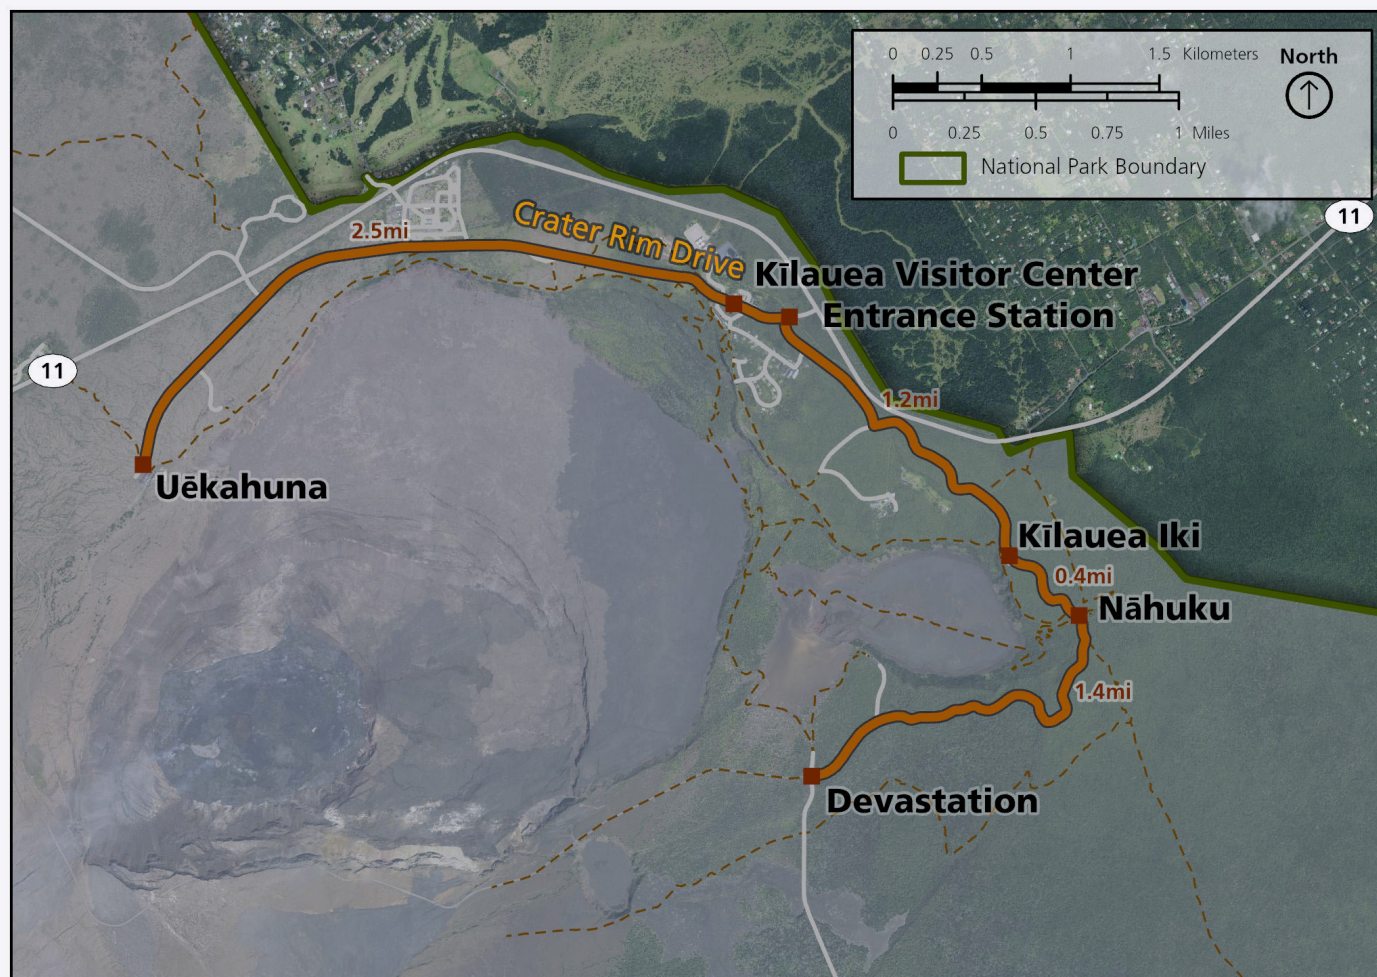 0 0.25 0.5 1 1.5 Kilometers
North
0 0.25 0.5 0.75 1 Miles
National Park Boundary
11
2.5mi
Crater Rim Drive
Kīlauea Visitor Center
Entrance Station
11
1.2mi
Uēkahuna
Kīlauea Iki
0.4mi
Nāhuku
1.4mi
Devastation